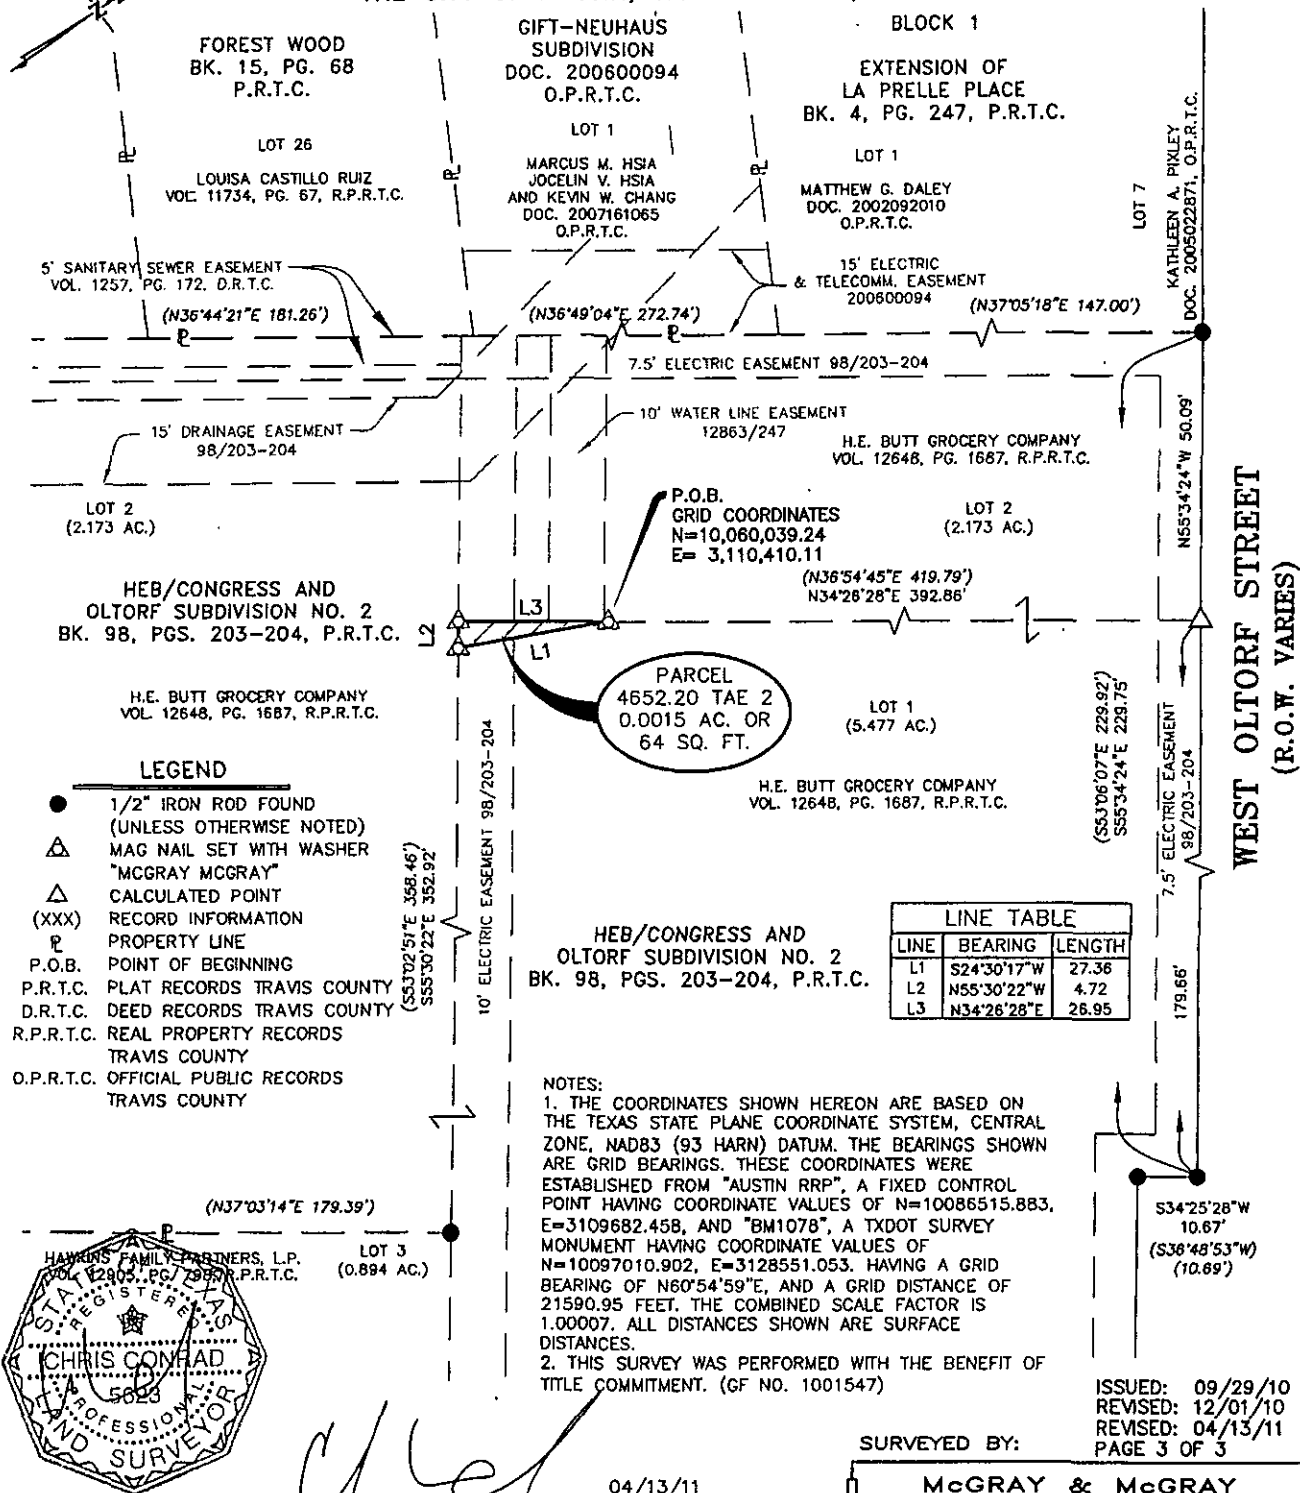 FOREST WOOD
BK. 15, PG. 68
P.R.T.C.
LOT 26
LOUISA CASTILLO RUIZ
VOL. 11734, PG. 67, R.P.R.T.C.
GIFT-NEUHAUS
SUBDIVISION
DOC. 200600094
O.P.R.T.C.
LOT 1
MARCUS M. HSIA
JOCELIN V. HSIA
AND KEVIN W. CHANG
DOC. 2007161065
O.P.R.T.C.
BLOCK 1
EXTENSION OF
LA PRELLE PLACE
BK. 4, PG. 247, P.R.T.C.
LOT 1
MATTHEW G. DALEY
DOC. 2002092010
O.P.R.T.C.
LOT 7
KATHLEEN A. PIXLEY
DOC. 2005022871, O.P.R.T.C.
5' SANITARY SEWER EASEMENT
VOL. 1257, PG. 172, D.R.T.C.
15' ELECTRIC
& TELECOMM. EASEMENT
200600094
(N36°44'21"E 181.26')
(N36°49'04"E 272.74')
(N37°05'18"E 147.00')
7.5' ELECTRIC EASEMENT 98/203-204
15' DRAINAGE EASEMENT
98/203-204
10' WATER LINE EASEMENT
12863/247
H.E. BUTT GROCERY COMPANY
VOL. 12648, PG. 1687, R.P.R.T.C.
N55°34'24"W 50.09'
LOT 2
(2.173 AC.)
P.O.B.
GRID COORDINATES
N=10,060,039.24
E= 3,110,410.11
LOT 2
(2.173 AC.)
(N36°54'45"E 419.79')
N34°26'28"E 392.86'
HEB/CONGRESS AND
OLTORF SUBDIVISION NO. 2
BK. 98, PGS. 203-204, P.R.T.C.
L2
L3
L1
WEST OLTORF STREET
(R.O.W. VARIES)
H.E. BUTT GROCERY COMPANY
VOL. 12648, PG. 1687, R.P.R.T.C.
PARCEL
4652.20 TAE 2
0.0015 AC. OR
64 SQ. FT.
LOT 1
(5.477 AC.)
H.E. BUTT GROCERY COMPANY
VOL. 12648, PG. 1687, R.P.R.T.C.
(S53°06'07"E 229.92')
S55°34'24"E 229.75'
7.5' ELECTRIC EASEMENT
98/203-204
179.66'
LEGEND
1/2" IRON ROD FOUND
(UNLESS OTHERWISE NOTED)
MAG NAIL SET WITH WASHER
"MCGRAY MCGRAY"
CALCULATED POINT
(XXX) RECORD INFORMATION
PROPERTY LINE
P.O.B. POINT OF BEGINNING
P.R.T.C. PLAT RECORDS TRAVIS COUNTY
D.R.T.C. DEED RECORDS TRAVIS COUNTY
R.P.R.T.C. REAL PROPERTY RECORDS
TRAVIS COUNTY
O.P.R.T.C. OFFICIAL PUBLIC RECORDS
TRAVIS COUNTY
(S53°02'51"E 358.46')
S55°30'22"E 352.92'
10' ELECTRIC EASEMENT 98/203-204
HEB/CONGRESS AND
OLTORF SUBDIVISION NO. 2
BK. 98, PGS. 203-204, P.R.T.C.
LINE TABLE
LINE BEARING LENGTH
L1 S24°30'17"W 27.36
L2 N55°30'22"W 4.72
L3 N34°26'28"E 26.95
NOTES:
1. THE COORDINATES SHOWN HEREON ARE BASED ON
THE TEXAS STATE PLANE COORDINATE SYSTEM, CENTRAL
ZONE, NAD83 (93 HARN) DATUM. THE BEARINGS SHOWN
ARE GRID BEARINGS. THESE COORDINATES WERE
ESTABLISHED FROM "AUSTIN RRP", A FIXED CONTROL
POINT HAVING COORDINATE VALUES OF N=10086515.883,
E=3109682.458, AND "BM1078", A TXDOT SURVEY
MONUMENT HAVING COORDINATE VALUES OF
N=10097010.902, E=3128551.053. HAVING A GRID
BEARING OF N60°54'59"E, AND A GRID DISTANCE OF
21590.95 FEET. THE COMBINED SCALE FACTOR IS
1.00007. ALL DISTANCES SHOWN ARE SURFACE
DISTANCES.
2. THIS SURVEY WAS PERFORMED WITH THE BENEFIT OF
TITLE COMMITMENT. (GF NO. 1001547)
S34°25'28"W
10.67'
(S36°48'53"W)
(10.69')
(N37°03'14"E 179.39')
HAWKINS FAMILY PARTNERS, L.P.
VOL. 12905, PG. 798, R.P.R.T.C.
LOT 3
(0.894 AC.)
STATE OF TEXAS
REGISTERED
CHRIS CONRAD
5623
PROFESSIONAL
LAND SURVEYOR
04/13/11
ISSUED: 09/29/10
REVISED: 12/01/10
REVISED: 04/13/11
PAGE 3 OF 3
SURVEYED BY:
McGRAY & McGRAY